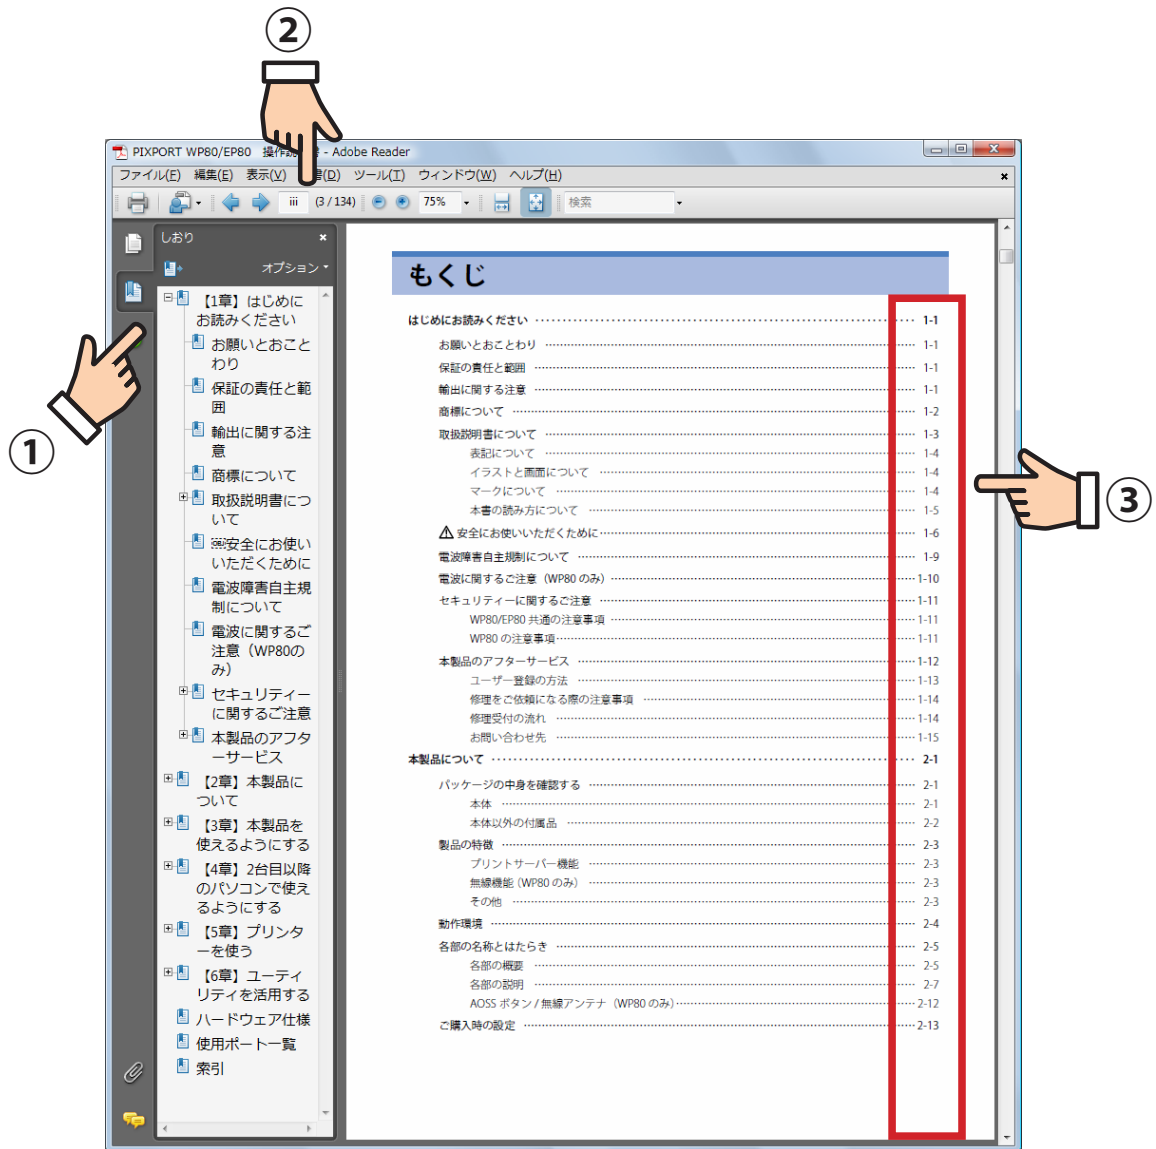 ②
PIXPORT WP80/EP80 操作説 書 - Adobe Reader
ファイル(F) 編集(E) 表示(V) 書(D) ツール(T) ウィンドウ(W) ヘルプ(H)
iii (3 / 134) 75% 検索
しおり
オプション
【1章】はじめに
お読みください
お願いとおこと
わり
保証の責任と範
囲
輸出に関する注
意
商標について
取扱説明書につ
いて
OBJ安全にお使い
いただくために
電波障害自主規
制について
電波に関するご
注意（WP80の
み）
セキュリティー
に関するご注意
本製品のアフタ
ーサービス
【2章】本製品に
ついて
【3章】本製品を
使えるようにする
【4章】2台目以降
のパソコンで使え
るようにする
【5章】プリンタ
ーを使う
【6章】ユーティ
リティを活用する
ハードウェア仕様
使用ポート一覧
索引
①
もくじ
はじめにお読みください 1-1
お願いとおことわり 1-1
保証の責任と範囲 1-1
輸出に関する注意 1-1
商標について 1-2
取扱説明書について 1-3
表記について 1-4
イラストと画面について 1-4
マークについて 1-4
本書の読み方について 1-5
安全にお使いいただくために 1-6
電波障害自主規制について 1-9
電波に関するご注意（WP80 のみ） 1-10
セキュリティーに関するご注意 1-11
WP80/EP80 共通の注意事項 1-11
WP80 の注意事項 1-11
本製品のアフターサービス 1-12
ユーザー登録の方法 1-13
修理をご依頼になる際の注意事項 1-14
修理受付の流れ 1-14
お問い合わせ先 1-15
本製品について 2-1
パッケージの中身を確認する 2-1
本体 2-1
本体以外の付属品 2-2
製品の特徴 2-3
プリントサーバー機能 2-3
無線機能（WP80 のみ） 2-3
その他 2-3
動作環境 2-4
各部の名称とはたらき 2-5
各部の概要 2-5
各部の説明 2-7
AOSS ボタン / 無線アンテナ（WP80 のみ） 2-12
ご購入時の設定 2-13
③